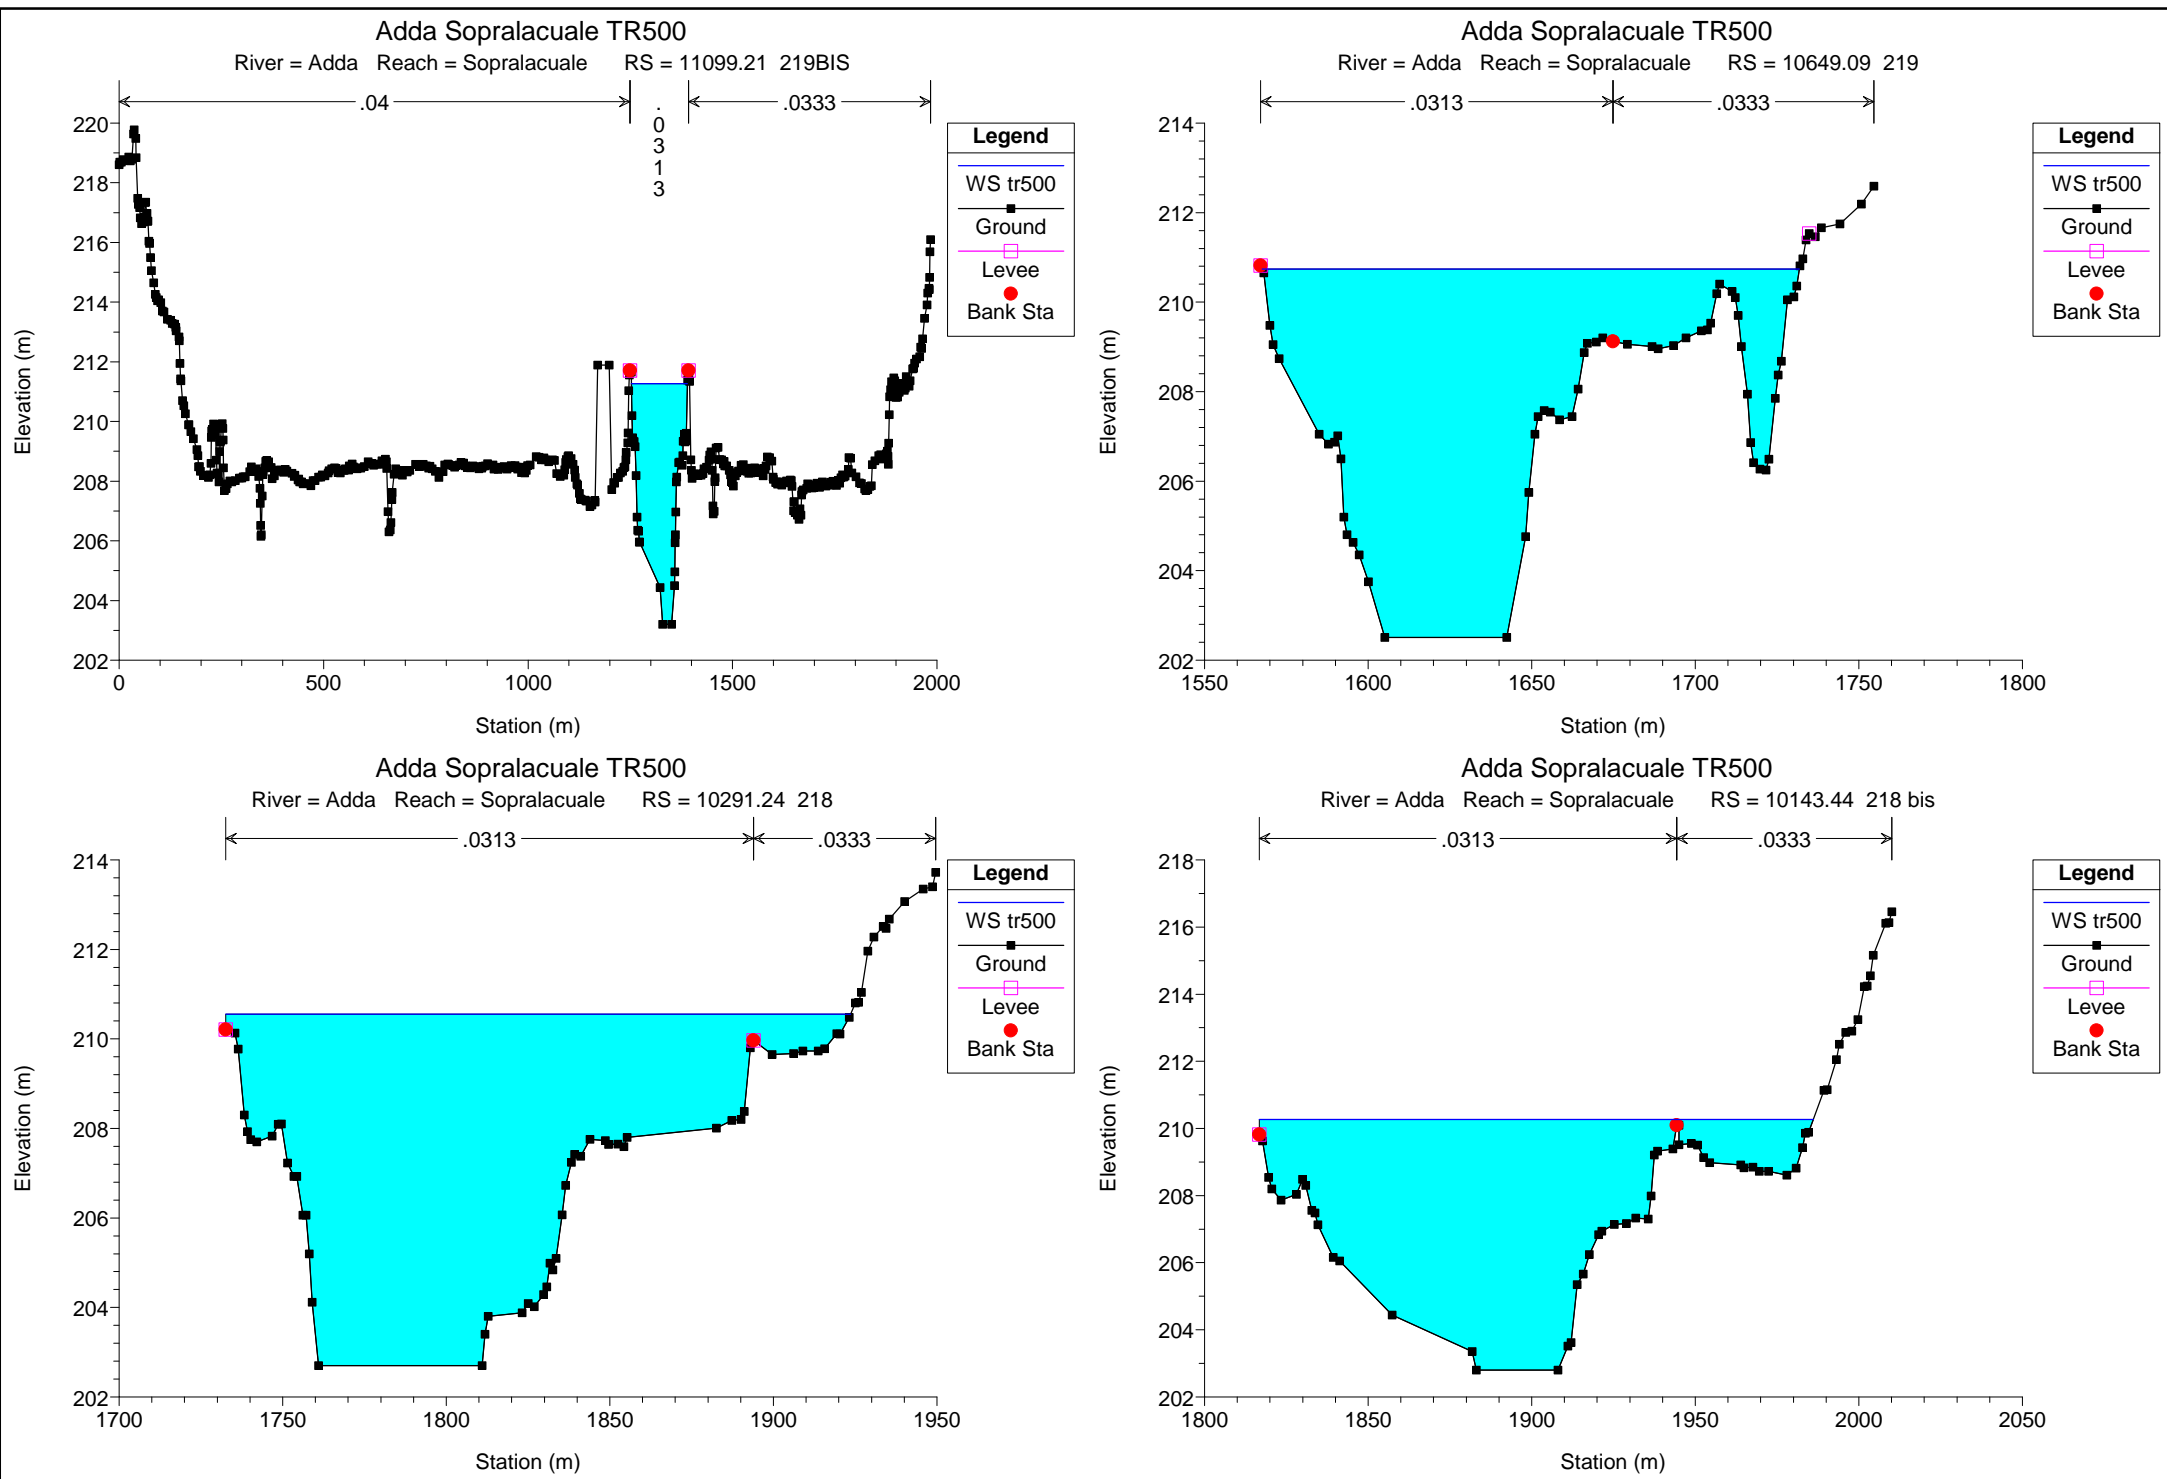 Adda Sopralacuale TR500
River = Adda Reach = Sopralacuale RS = 11099.21 219BIS
.04
.0313
.0333
220
218
216
214
212
210
208
206
204
202
Elevation (m)
0 500 1000 1500 2000
Station (m)
Legend
WS tr500
Ground
Levee
Bank Sta
Adda Sopralacuale TR500
River = Adda Reach = Sopralacuale RS = 10649.09 219
.0313 .0333
214
212
210
208
206
204
202
Elevation (m)
1550 1600 1650 1700 1750 1800
Station (m)
Legend
WS tr500
Ground
Levee
Bank Sta
Adda Sopralacuale TR500
River = Adda Reach = Sopralacuale RS = 10291.24 218
.0313 .0333
214
212
210
208
206
204
202
Elevation (m)
1700 1750 1800 1850 1900 1950
Station (m)
Legend
WS tr500
Ground
Levee
Bank Sta
Adda Sopralacuale TR500
River = Adda Reach = Sopralacuale RS = 10143.44 218 bis
.0313 .0333
218
216
214
212
210
208
206
204
202
Elevation (m)
1800 1850 1900 1950 2000 2050
Station (m)
Legend
WS tr500
Ground
Levee
Bank Sta